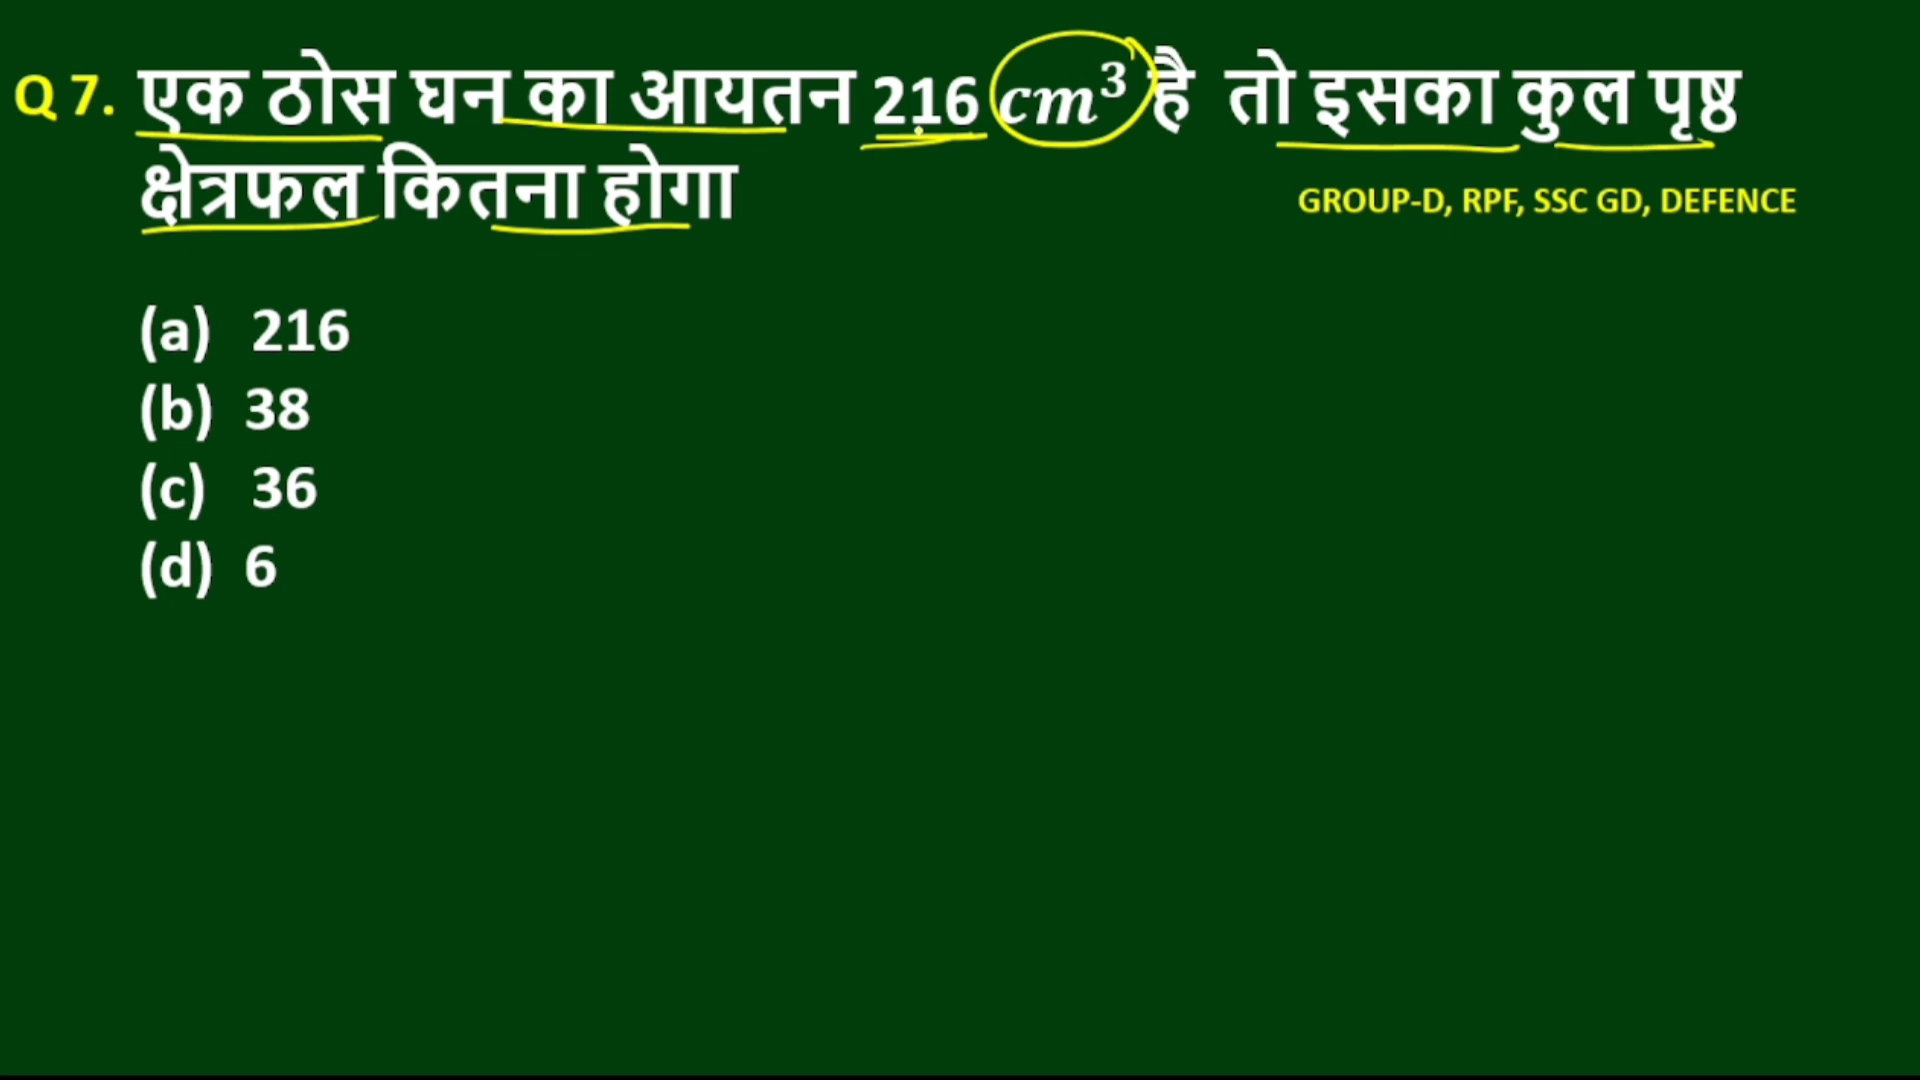 Q 7. एक ठोस घन का आयतन 216 cm³ है तो इसका कुल पृष्ठ
क्षेत्रफल कितना होगा
GROUP-D, RPF, SSC GD, DEFENCE
(a) 216
(b) 38
(c) 36
(d) 6